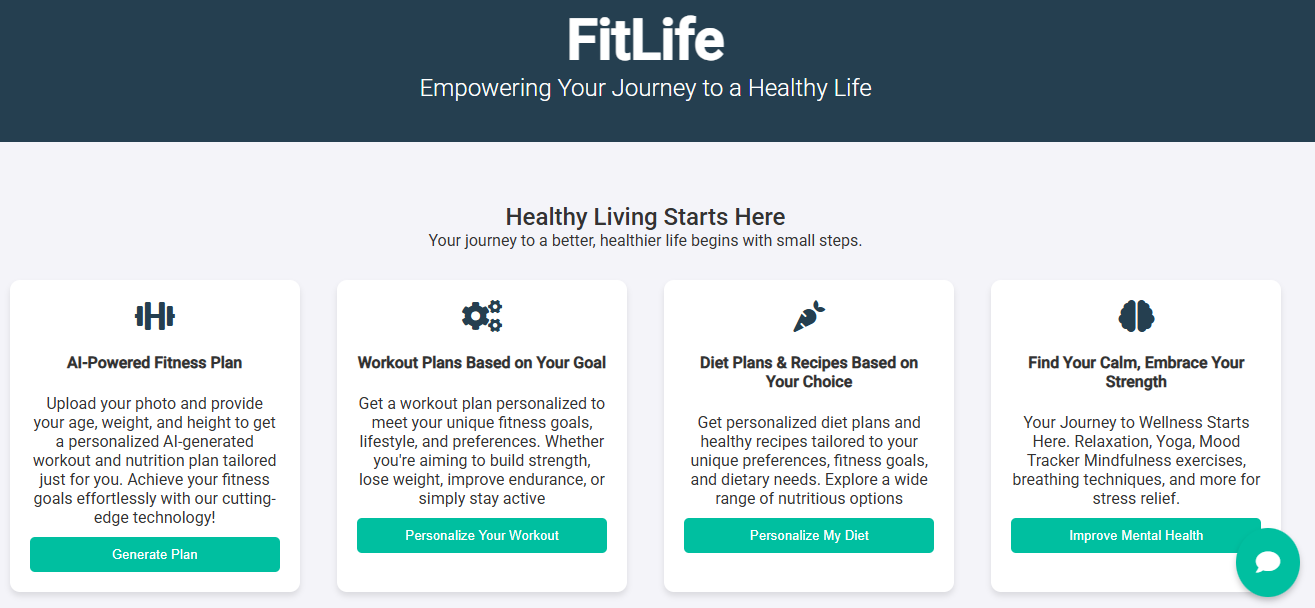 FitLife
Empowering Your Journey to a Healthy Life
Healthy Living Starts Here
Your journey to a better, healthier life begins with small steps.
AI-Powered Fitness Plan
Upload your photo and provide
your age, weight, and height to get
a personalized AI-generated
workout and nutrition plan tailored
just for you. Achieve your fitness
goals effortlessly with our cutting-
edge technology!
Generate Plan
Workout Plans Based on Your Goal
Get a workout plan personalized to
meet your unique fitness goals,
lifestyle, and preferences. Whether
you're aiming to build strength,
lose weight, improve endurance, or
simply stay active
Personalize Your Workout
Diet Plans & Recipes Based on
Your Choice
Get personalized diet plans and
healthy recipes tailored to your
unique preferences, fitness goals,
and dietary needs. Explore a wide
range of nutritious options
Personalize My Diet
Find Your Calm, Embrace Your
Strength
Your Journey to Wellness Starts
Here. Relaxation, Yoga, Mood
Tracker Mindfulness exercises,
breathing techniques, and more for
stress relief.
Improve Mental Health